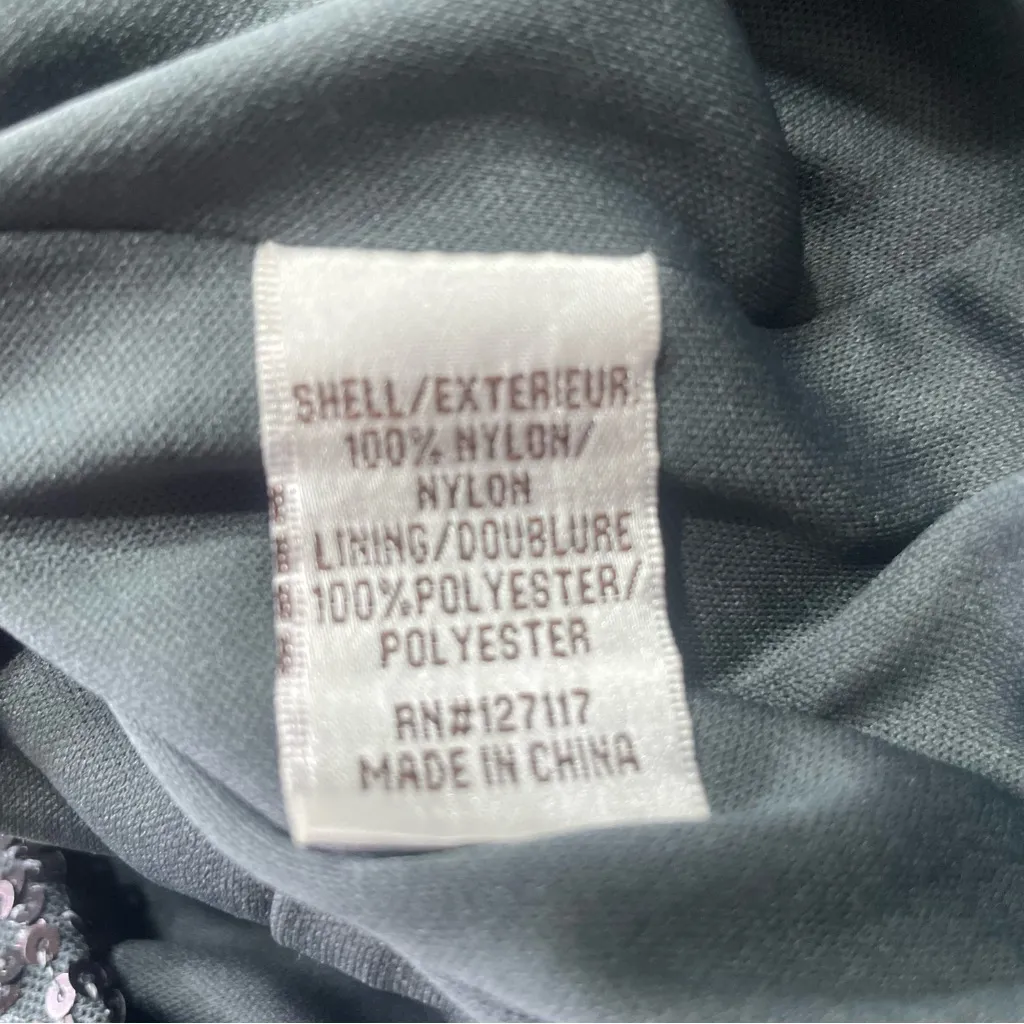 SHELL/EXTERIEUR
100% NYLON/
NYLON
LINING/DOUBLURE
100%POLYESTER/
POLYESTER
RN#127117
MADE IN CHINA